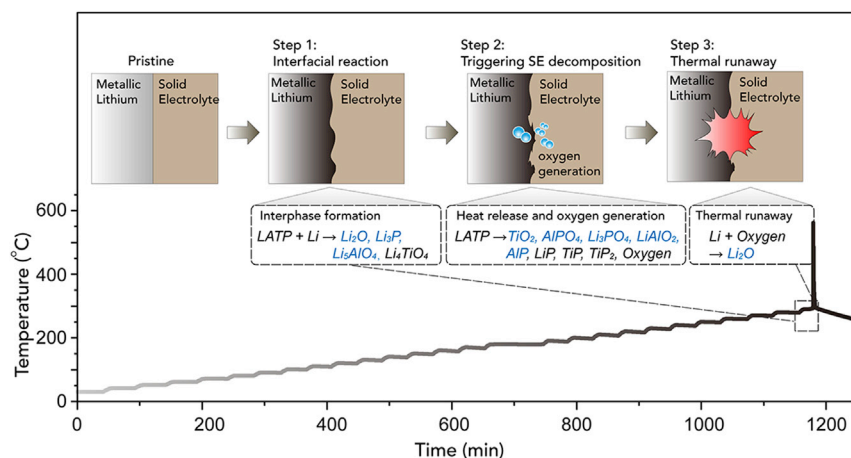 Pristine
Step 1:
Interfacial reaction
Step 2:
Triggering SE decomposition
Step 3:
Thermal runaway
Metallic
Lithium
Solid
Electrolyte
Metallic
Lithium
Solid
Electrolyte
Metallic
Lithium
Solid
Electrolyte
oxygen
generation
Metallic
Lithium
Solid
Electrolyte
Interphase formation
LATP + Li → Li₂O, Li₃P,
Li₅AlO₄, Li₄TiO₄
Heat release and oxygen generation
LATP → TiO₂, AlPO₄, Li₃PO₄, LiAlO₂,
AlP, LiP, TiP, TiP₂, Oxygen
Thermal runaway
Li + Oxygen
→ Li₂O
Temperature (°C)
600
400
200
0
0 200 400 600 800 1000 1200
Time (min)